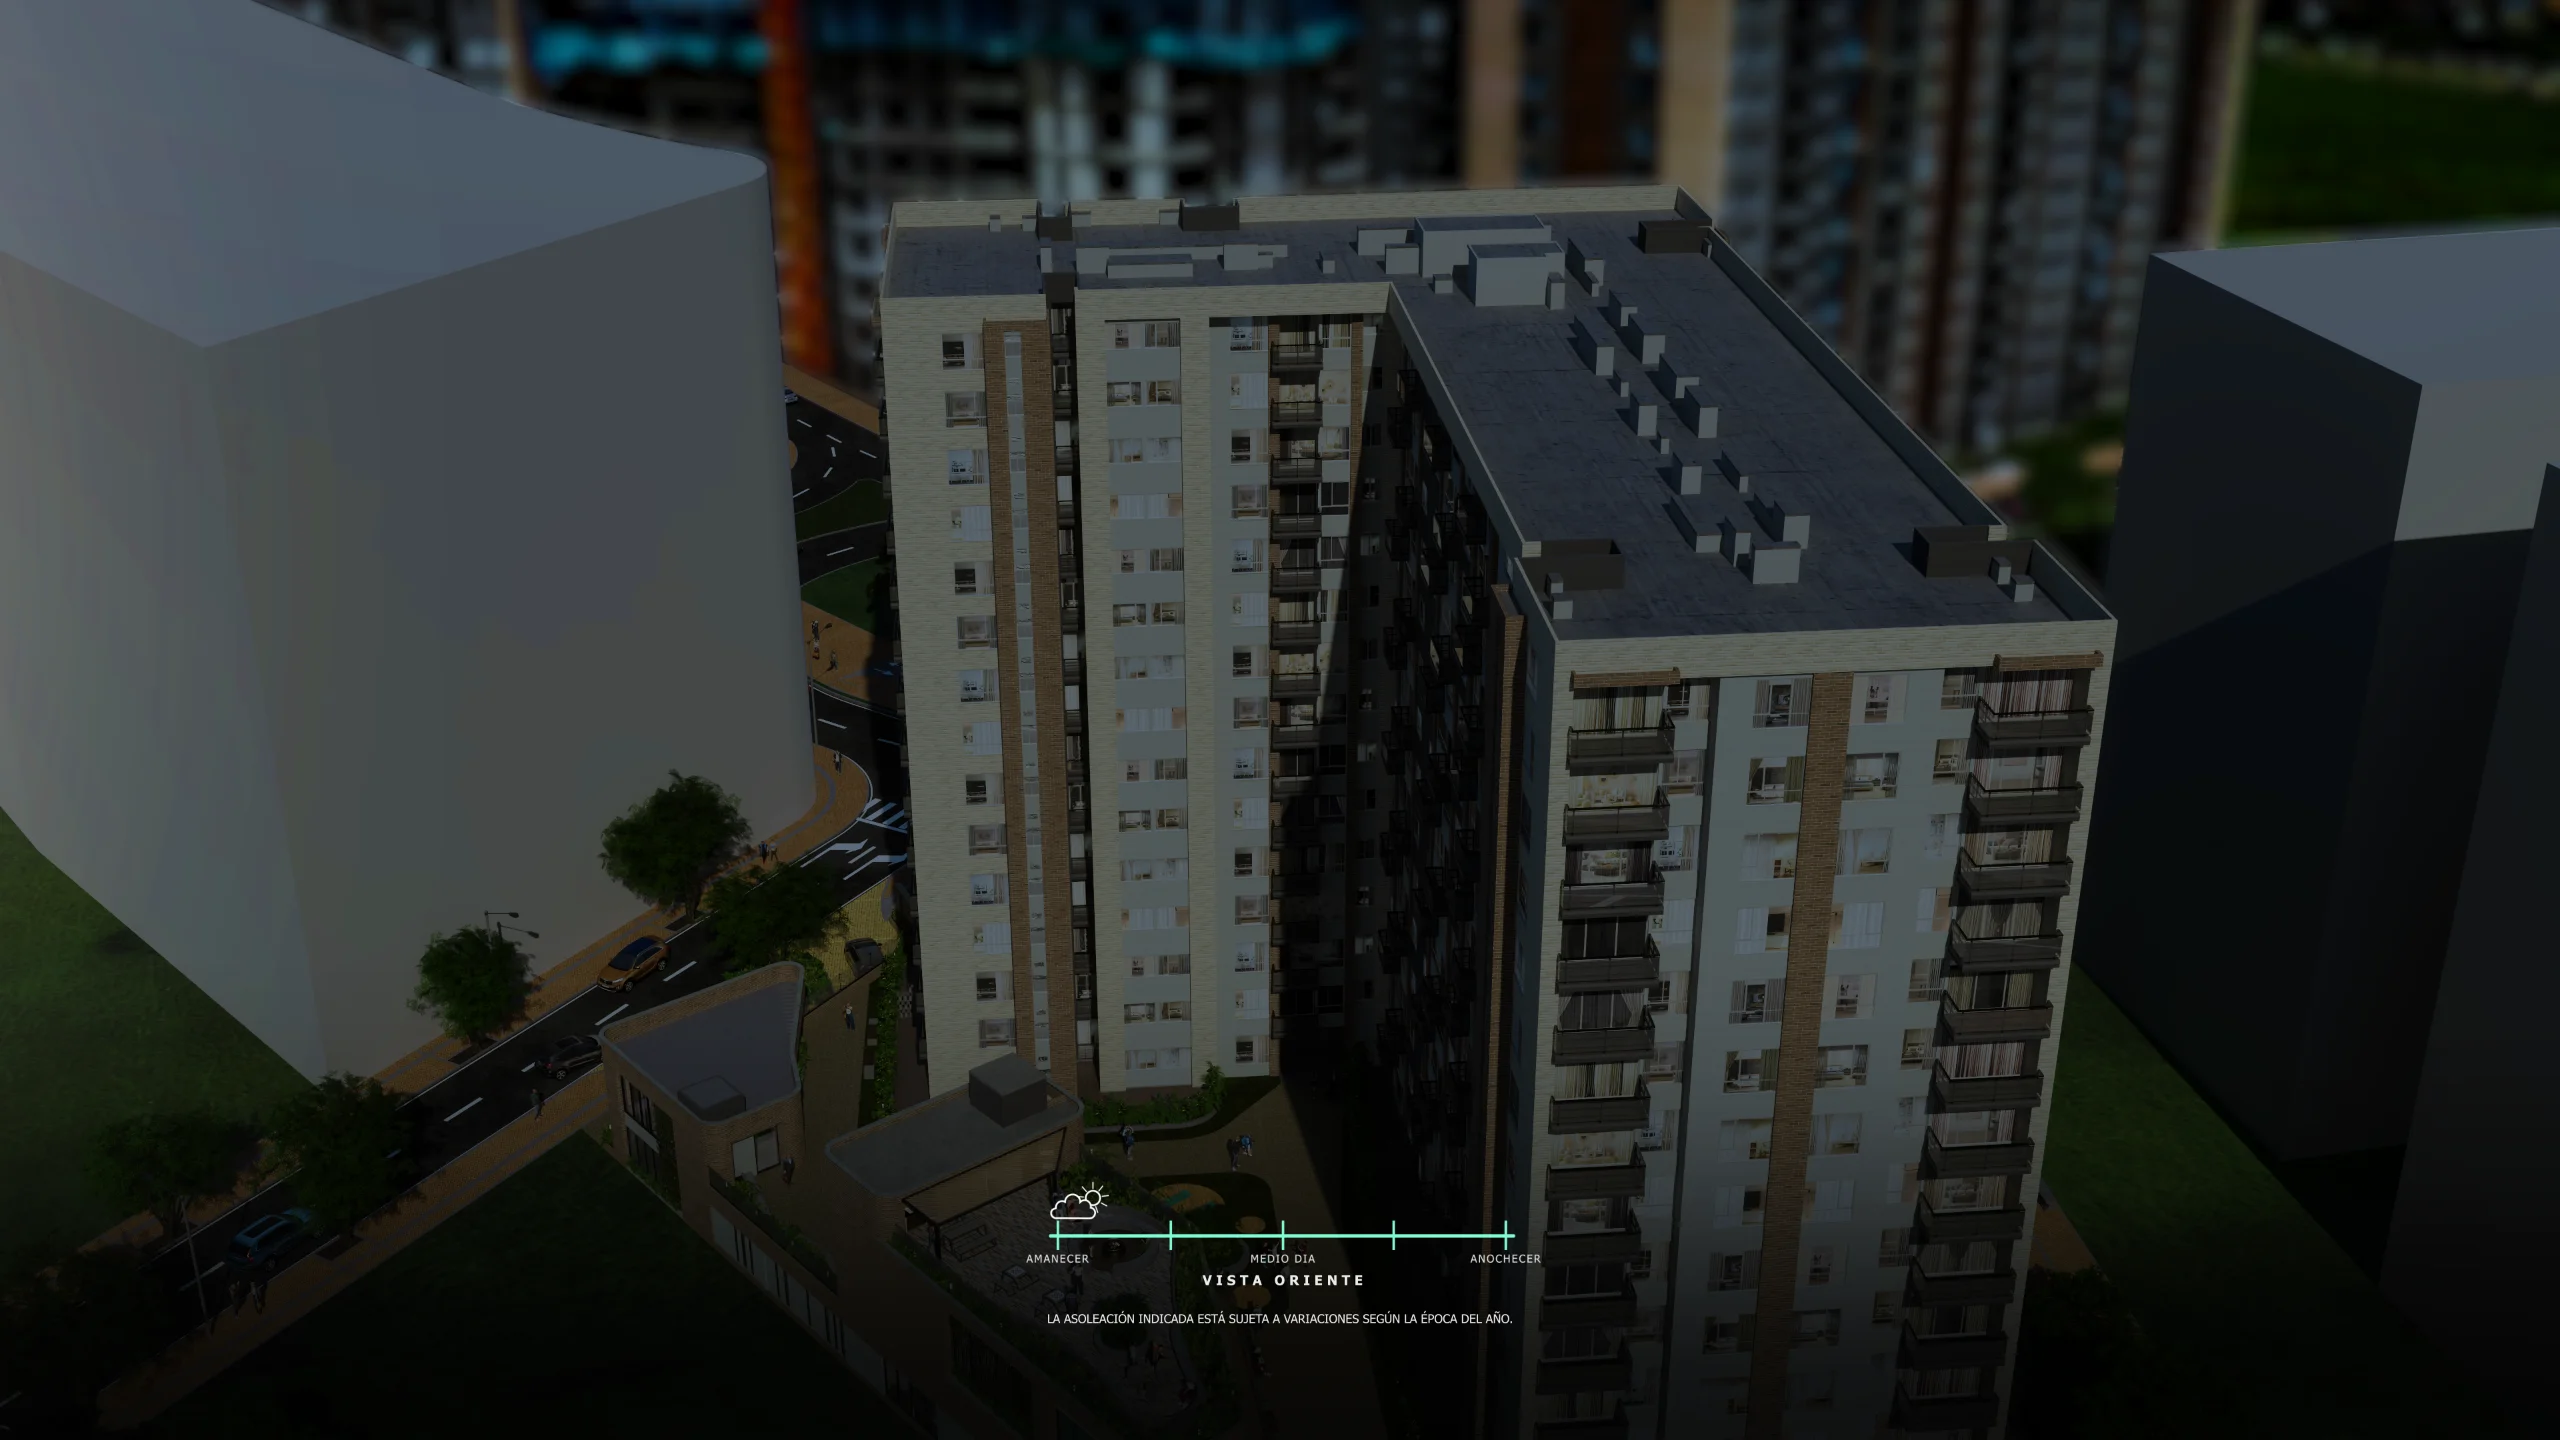 AMANECER MEDIO DIA ANOCHECER
VISTA ORIENTE
LA ASOLEACIÓN INDICADA ESTÁ SUJETA A VARIACIONES SEGÚN LA ÉPOCA DEL AÑO.